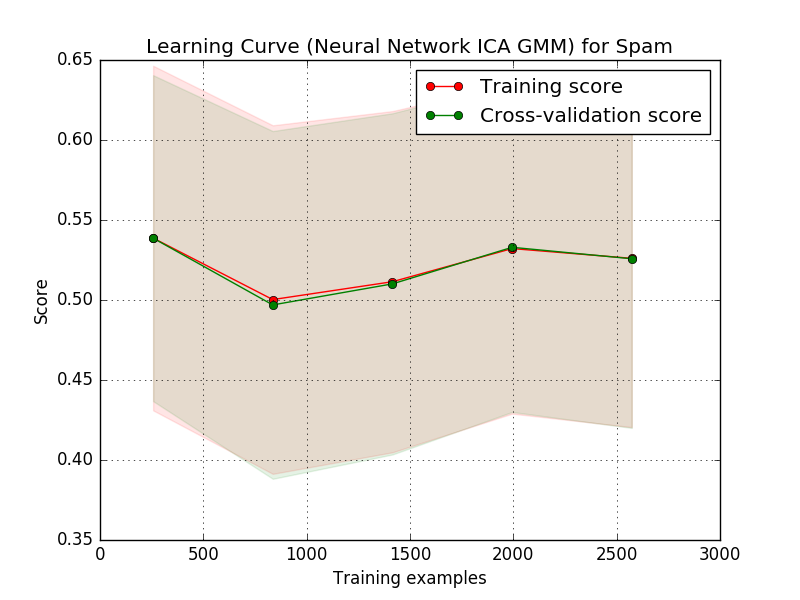 Learning Curve (Neural Network ICA GMM) for Spam
0.65
0.60
0.55
0.50
0.45
0.40
0.35
Score
Training score
Cross-validation score
0 500 1000 1500 2000 2500 3000
Training examples